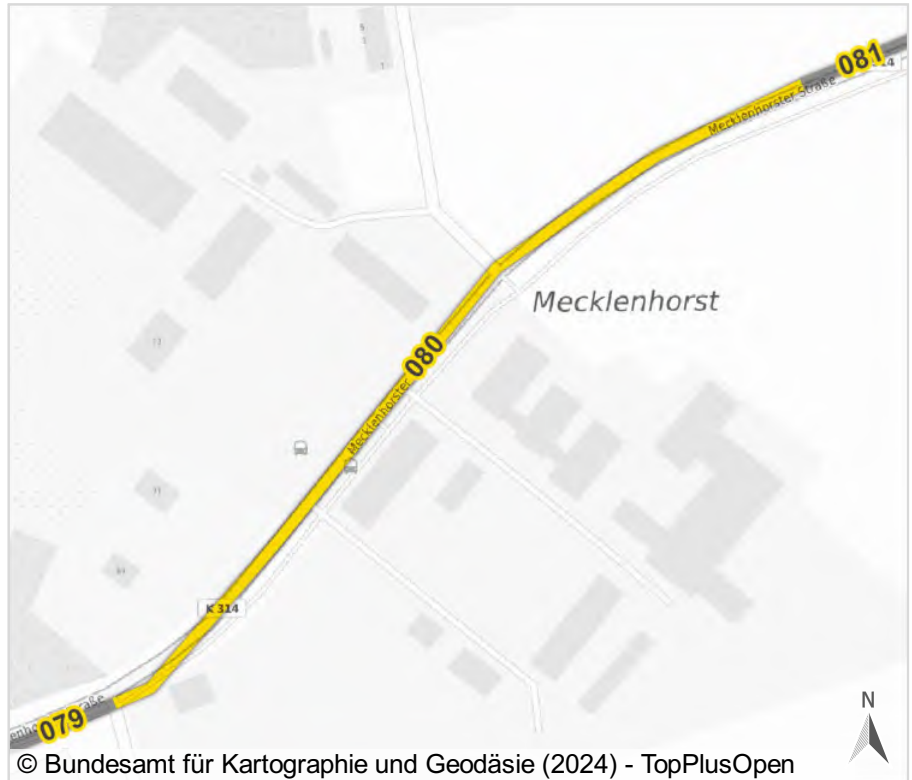 081
Mecklenhorster Straße
Mecklenhorst
080
Mecklenhorster
K 314
079
N
© Bundesamt für Kartographie und Geodäsie (2024) - TopPlusOpen